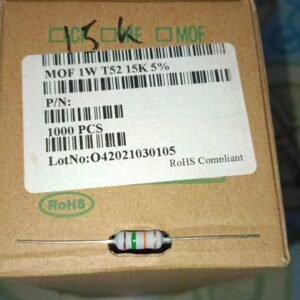 CF
MOF
15K
MOF 1W T52 15K 5%
P/N:
1000 PCS
LotNo:O42021030105
RoHS Compliant
RoHS